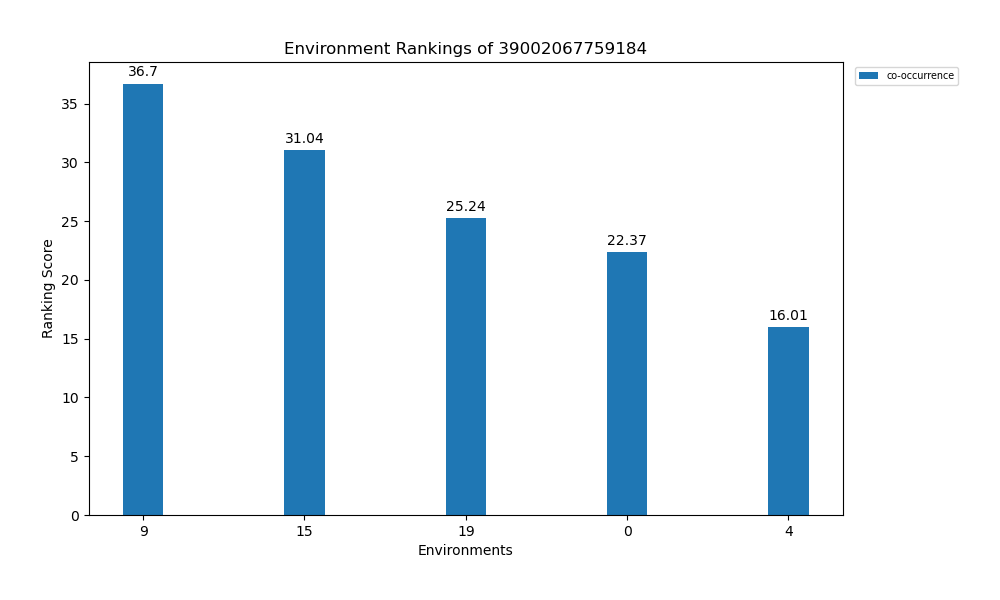 Environment Rankings of 39002067759184
co-occurrence
36.7
31.04
25.24
22.37
16.01
35
30
25
20
15
10
5
0
Ranking Score
9 15 19 0 4
Environments